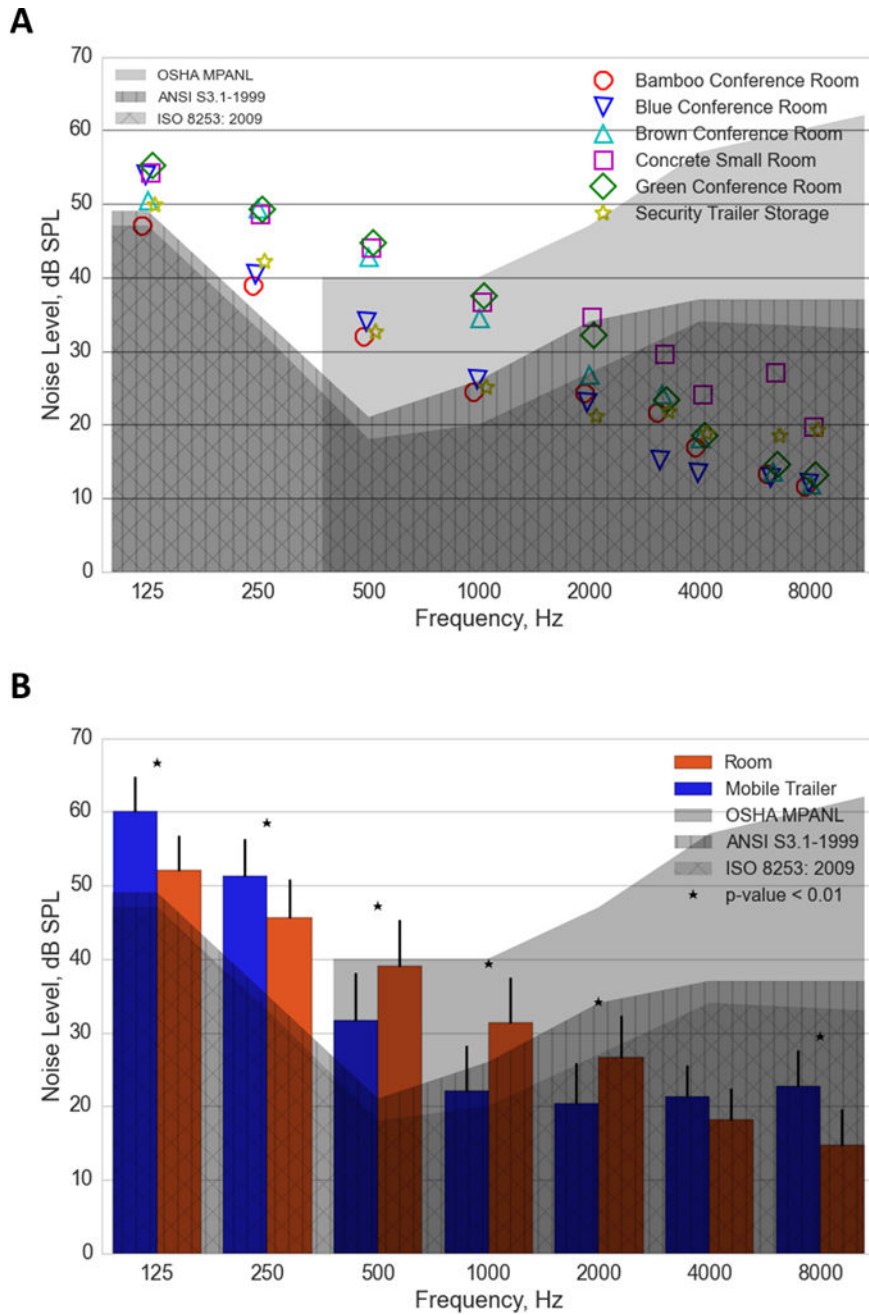 A
70
60
50
40
30
20
10
0
Noise Level, dB SPL
OSHA MPANL
ANSI S3.1-1999
ISO 8253: 2009
Bamboo Conference Room
Blue Conference Room
Brown Conference Room
Concrete Small Room
Green Conference Room
Security Trailer Storage
125 250 500 1000 2000 4000 8000
Frequency, Hz
B
70
60
50
40
30
20
10
0
Noise Level, dB SPL
Room
Mobile Trailer
OSHA MPANL
ANSI S3.1-1999
ISO 8253: 2009
p-value < 0.01
125 250 500 1000 2000 4000 8000
Frequency, Hz